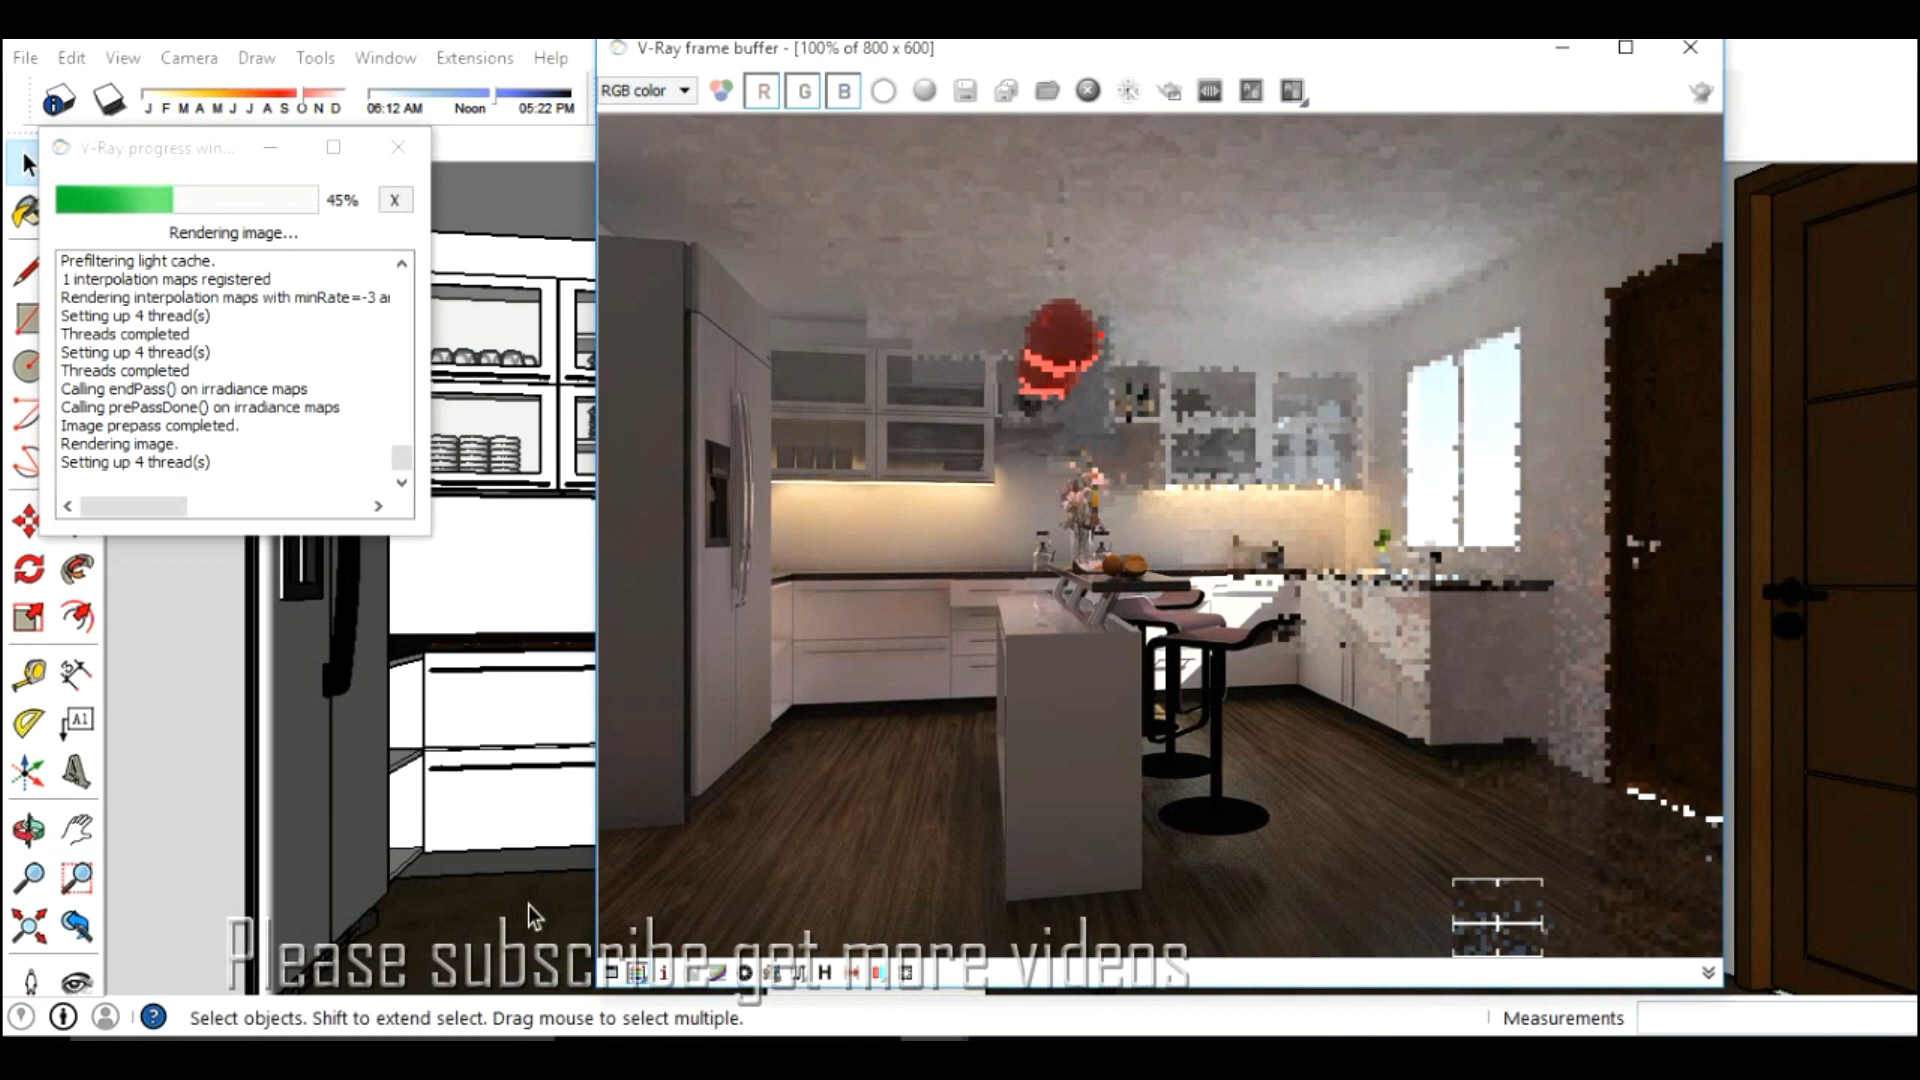 File Edit View Camera Draw Tools Window Extensions Help
V-Ray frame buffer - [100% of 800 x 600]
RGB color
R G B
J F M A M J J A S O N D
06:12 AM Noon 05:22 PM
V-Ray progress win...
45%
X
Rendering image...
Prefiltering light cache.
1 interpolation maps registered
Rendering interpolation maps with minRate=-3 a
Setting up 4 thread(s)
Threads completed
Setting up 4 thread(s)
Threads completed
Calling endPass() on irradiance maps
Calling prePassDone() on irradiance maps
Image prepass completed.
Rendering image.
Setting up 4 thread(s)
A1
Please subscribe get more videos
H
Select objects. Shift to extend select. Drag mouse to select multiple.
Measurements